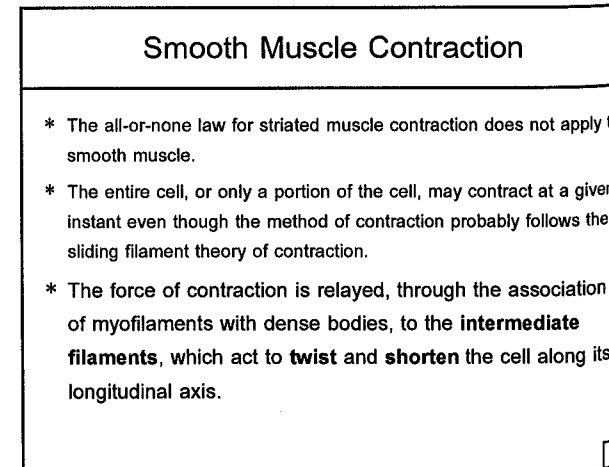 Smooth Muscle Contraction
* The all-or-none law for striated muscle contraction does not apply
smooth muscle.
* The entire cell, or only a portion of the cell, may contract at a
instant even though the method of contraction probably follows the
sliding filament theory of contraction.
* The force of contraction is relayed, through the association
of myofilaments with dense bodies, to the intermediate
filaments, which act to twist and shorten the cell along its
longitudinal axis.